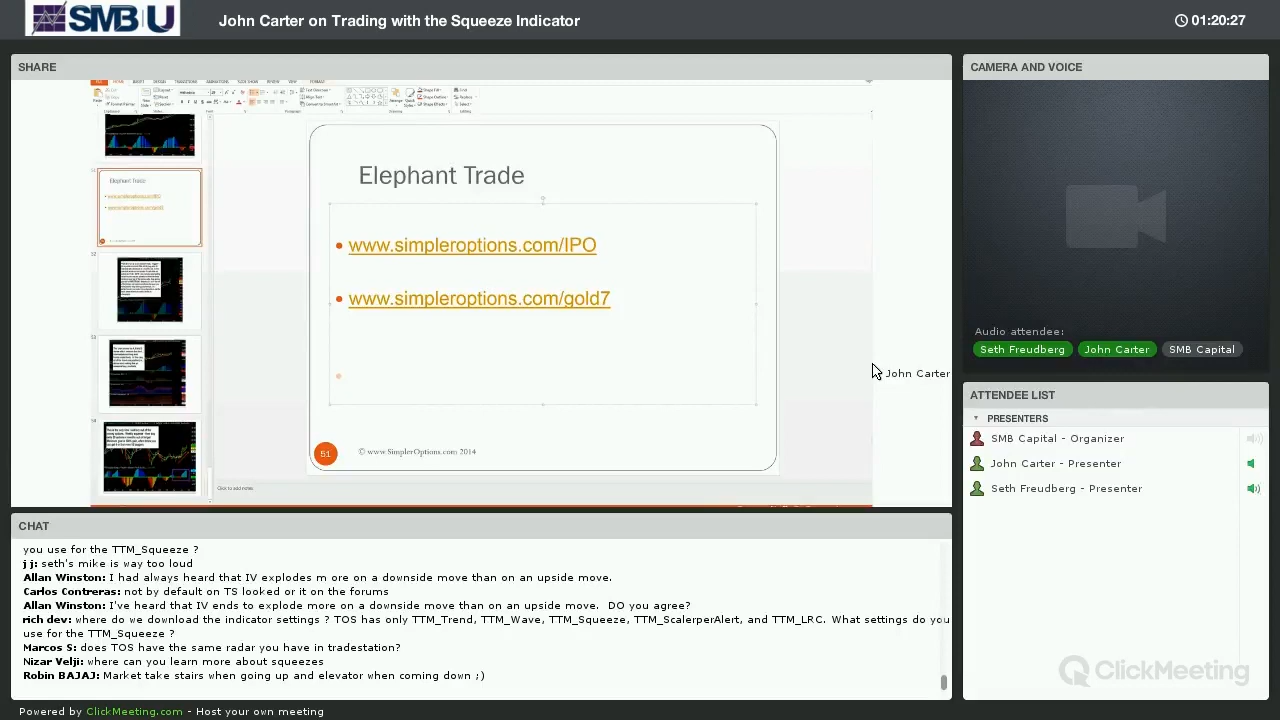 SMB U
John Carter on Trading with the Squeeze Indicator
01:20:27
SHARE
Elephant Trade
www.simpleroptions.com/IPO
www.simpleroptions.com/gold7
51
© www.SimplerOptions.com 2014
Click to add notes
John Carter
CAMERA AND VOICE
Audio attendee:
Seth Freudberg John Carter SMB Capital
ATTENDEE LIST
PRESENTERS
SMB Capital - Organizer
John Carter - Presenter
Seth Freudberg - Presenter
CHAT
you use for the TTM_Squeeze ?
j j: seth's mike is way too loud
Allan Winston: I had always heard that IV explodes m ore on a downside move than on an upside move.
Carlos Contreras: not by default on TS looked or it on the forums
Allan Winston: I've heard that IV ends to explode more on a downside move than on an upside move.  DO you agree?
rich dev: where do we download the indicator settings ? TOS has only TTM_Trend, TTM_Wave, TTM_Squeeze, TTM_ScalerperAlert, and TTM_LRC. What settings do you
use for the TTM_Squeeze ?
Marcos S: does TOS have the same radar you have in tradestation?
Nizar Velji: where can you learn more about squeezes
Robin BAJAJ: Market take stairs when going up and elevator when coming down ;)
ClickMeeting
Powered by ClickMeeting.com - Host your own meeting